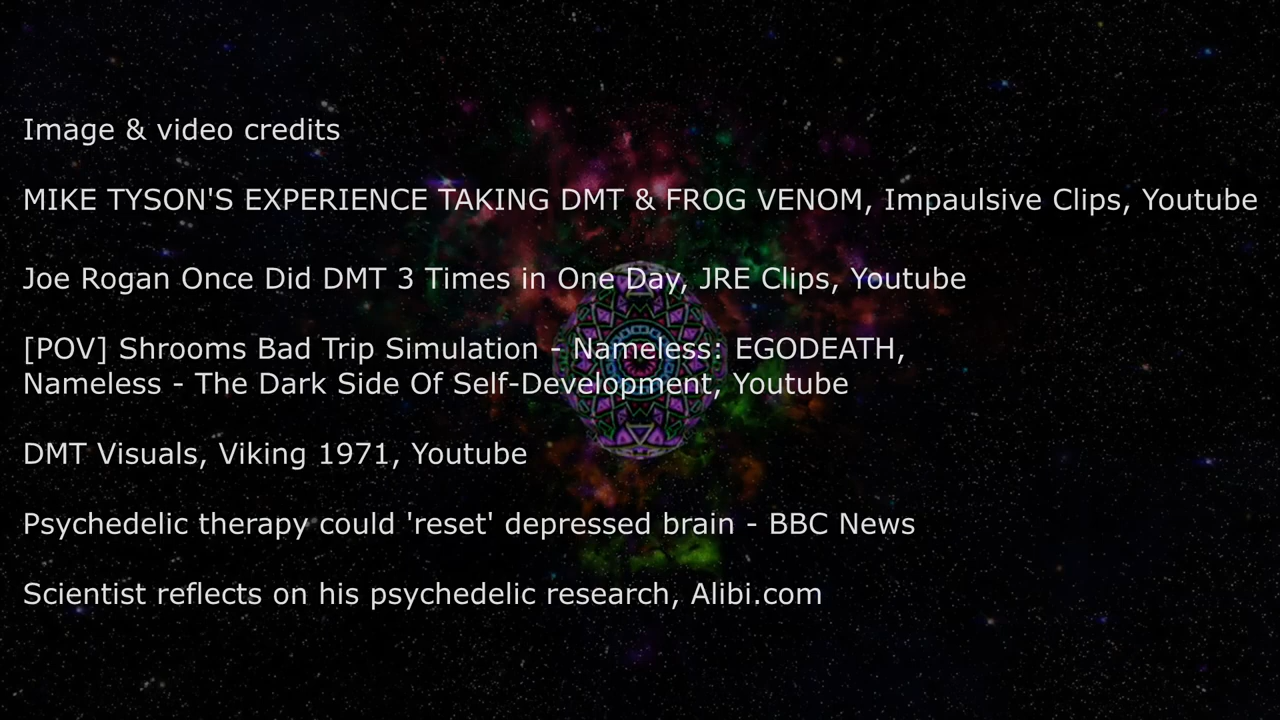 Image & video credits
MIKE TYSON'S EXPERIENCE TAKING DMT & FROG VENOM, Impaulsive Clips, Youtube
Joe Rogan Once Did DMT 3 Times in One Day, JRE Clips, Youtube
[POV] Shrooms Bad Trip Simulation - Nameless: EGODEATH,
Nameless - The Dark Side Of Self-Development, Youtube
DMT Visuals, Viking 1971, Youtube
Psychedelic therapy could 'reset' depressed brain - BBC News
Scientist reflects on his psychedelic research, Alibi.com